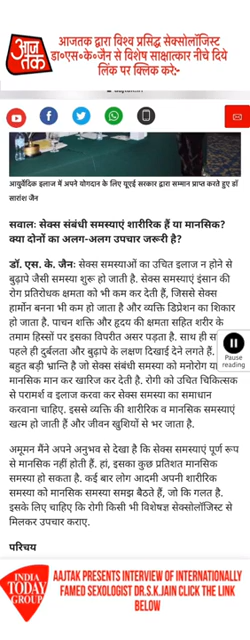 आज
तक
आजतक द्वारा विश्व प्रसिद्ध सेक्सोलॉजिस्ट
डा०एस०के०जैन से विशेष साक्षात्कार नीचे दिये
लिंक पर क्लिक करें:-
आयुर्वेदिक इलाज में अपने योगदान के लिए यूएई सरकार द्वारा सम्मान प्राप्त करते हुए डॉ
सारांश जैन
सवालः सेक्स संबंधी समस्याएं शारीरिक हैं या मानसिक?
क्या दोनों का अलग-अलग उपचार जरूरी है?
डॉ. एस. के. जैनः सेक्स समस्याओं का उचित इलाज न होने से
बुढ़ापे जैसी समस्या शुरू हो जाती है. सेक्स समस्याएं इंसान की
रोग प्रतिरोधक क्षमता को भी कम कर देती हैं, जिससे सेक्स
हार्मोन बनना भी कम हो जाता है और व्यक्ति डिप्रेशन का शिकार
हो जाता है. पाचन शक्ति और हृदय की क्षमता सहित शरीर के
तमाम हिस्सों पर इसका विपरीत असर पड़ता है. साथ ही
पहले ही दुर्बलता और बुढ़ापे के लक्षण दिखाई देने लगते हैं.
बहुत बड़ी भ्रान्ति है जो सेक्स संबंधी समस्या को मनोरोग या
मानसिक मान कर खारिज कर देती है. रोगी को उचित चिकित्सक
से परामर्श व इलाज करवा कर सेक्स समस्या का समाधान
करवाना चाहिए. इससे व्यक्ति की शारीरिक व मानसिक समस्याएं
खत्म हो जाती हैं और जीवन खुशियों से भर जाता है.
Pause
reading
अमूमन मैंने अपने अनुभव से देखा है कि सेक्स समस्याएं पूर्ण रूप
से मानसिक नहीं होती हैं. हां, इसका कुछ प्रतिशत मानसिक
समस्या हो सकता है. कई बार लोग आदमी अपनी शारीरिक
समस्या को मानसिक समस्या समझ बैठते हैं, जो कि गलत है.
इसके लिए चाहिए कि रोगी किसी भी विशेषज्ञ सेक्सोलॉजिस्ट से
मिलकर उपचार कराए.
परिचय
INDIA
TODAY
GROUP
AAJTAK PRESENTS INTERVIEW OF INTERNATIONALLY
FAMED SEXOLOGIST DR.S.K.JAIN CLICK THE LINK
BELOW